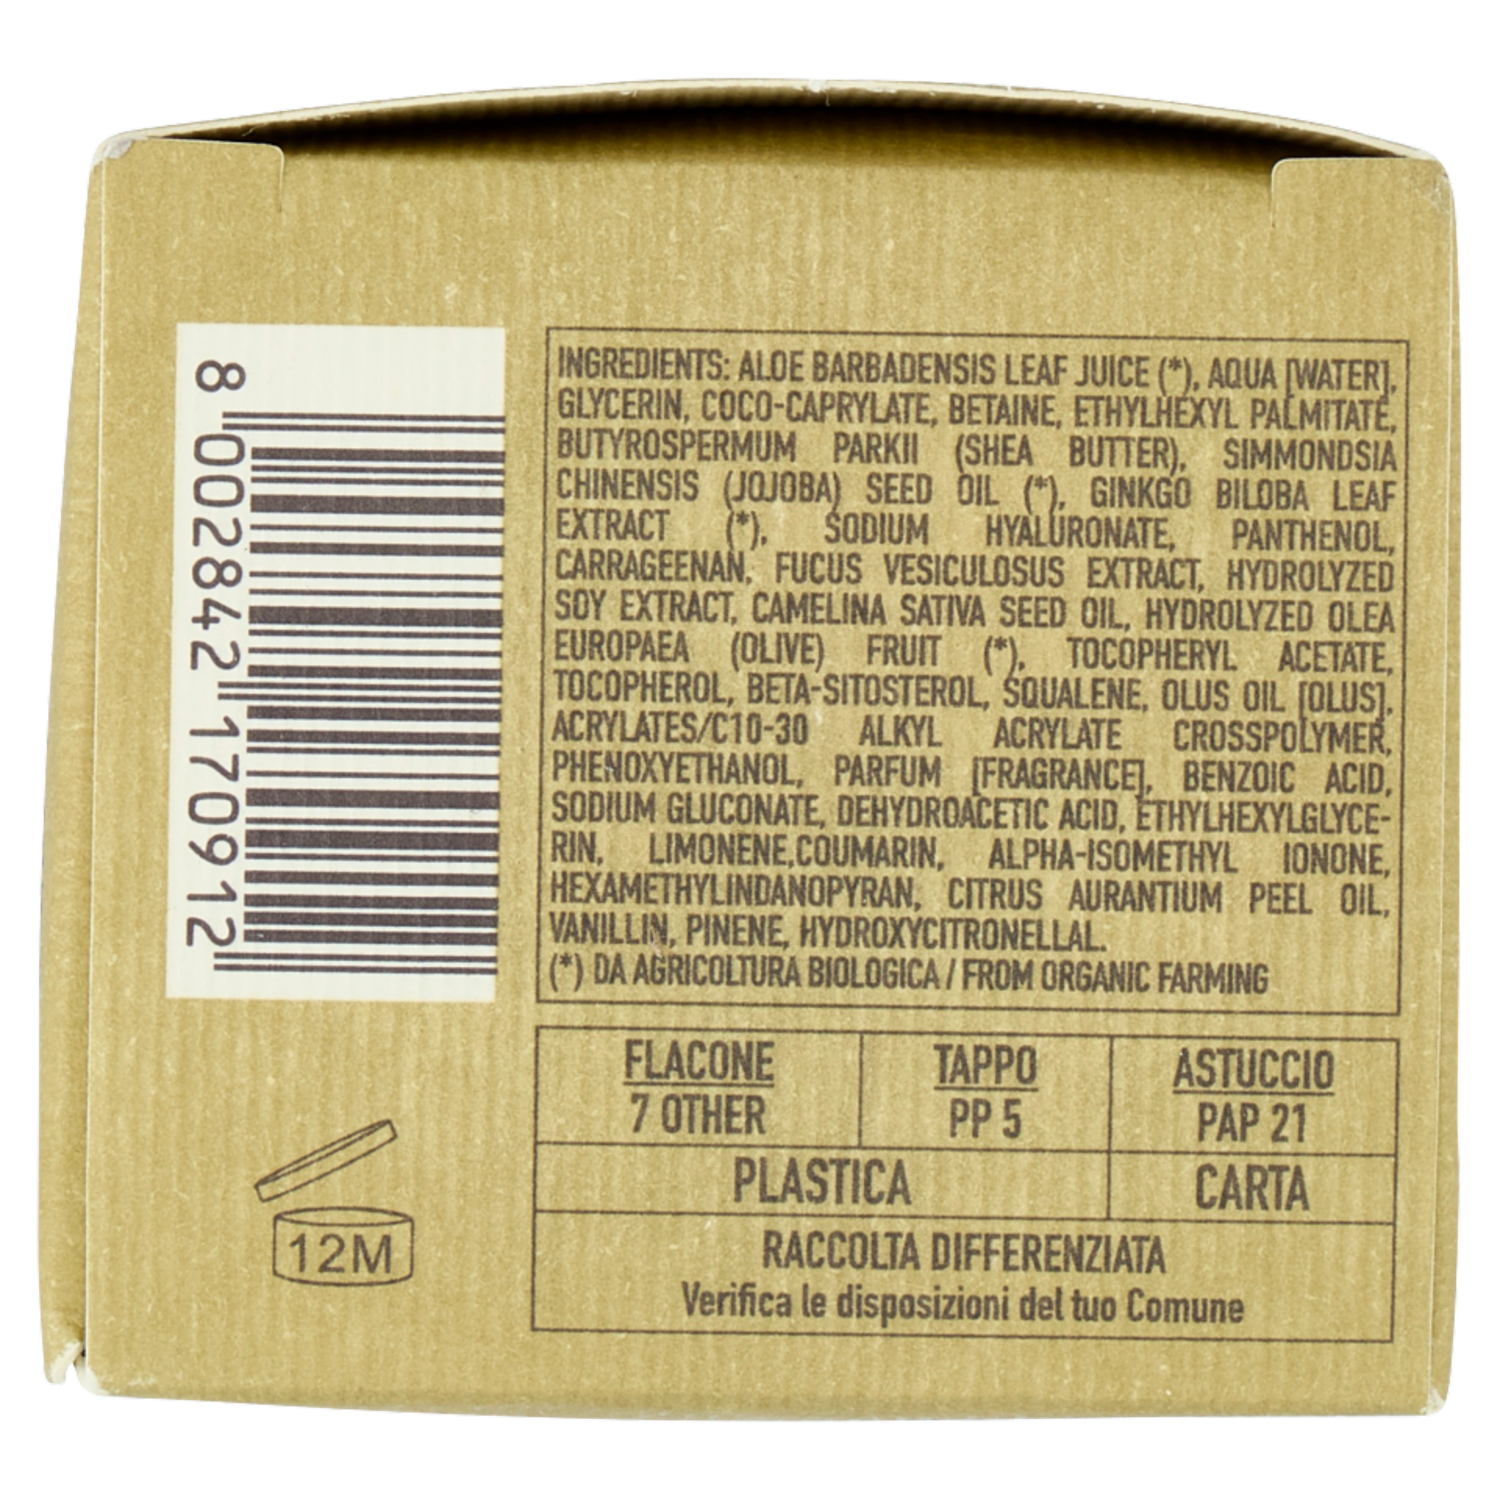 8 002842 170912
INGREDIENTS: ALOE BARBADENSIS LEAF JUICE (*), AQUA [WATER],
GLYCERIN, COCO-CAPRYLATE, BETAINE, ETHYLHEXYL PALMITATE,
BUTYROSPERMUM PARKII (SHEA BUTTER), SIMMONDSIA
CHINENSIS (JOJOBA) SEED OIL (*), GINKGO BILOBA LEAF
EXTRACT (*), SODIUM HYALURONATE, PANTHENOL,
CARRAGEENAN, FUCUS VESICULOSUS EXTRACT, HYDROLYZED
SOY EXTRACT, CAMELINA SATIVA SEED OIL, HYDROLYZED OLEA
EUROPAEA (OLIVE) FRUIT (*), TOCOPHERYL ACETATE,
TOCOPHEROL, BETA-SITOSTEROL, SQUALENE, OLUS OIL [OLUS],
ACRYLATES/C10-30 ALKYL ACRYLATE CROSSPOLYMER,
PHENOXYETHANOL, PARFUM [FRAGRANCE], BENZOIC ACID,
SODIUM GLUCONATE, DEHYDROACETIC ACID, ETHYLHEXYLGLYCE-
RIN, LIMONENE,COUMARIN, ALPHA-ISOMETHYL IONONE,
HEXAMETHYLINDANOPYRAN, CITRUS AURANTIUM PEEL OIL,
VANILLIN, PINENE, HYDROXYCITRONELLAL.
(*) DA AGRICOLTURA BIOLOGICA / FROM ORGANIC FARMING
FLACONE TAPPO ASTUCCIO
7 OTHER PP 5 PAP 21
PLASTICA CARTA
RACCOLTA DIFFERENZIATA
Verifica le disposizioni del tuo Comune
12M